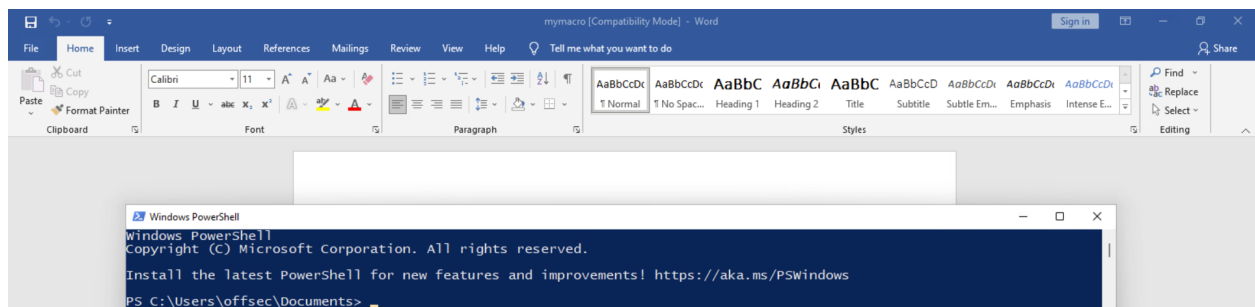 mymacro [Compatibility Mode] - Word Sign in
File Home Insert Design Layout References Mailings Review View Help Tell me what you want to do Share
Paste Cut Copy Format Painter
Calibri 11 A A Aa
B I U abc x₂ x² A A
AaBbCcDc AaBbCcDc AaBbC AaBbCc AaBbC AaBbCcD AaBbCcDc AaBbCcDc AaBbCcDc
¶ Normal ¶ No Spac... Heading 1 Heading 2 Title Subtitle Subtle Em... Emphasis Intense E...
Find Replace Select
Clipboard Font Paragraph Styles Editing
Windows PowerShell
Windows PowerShell
Copyright (C) Microsoft Corporation. All rights reserved.
Install the latest PowerShell for new features and improvements! https://aka.ms/PSWindows
PS C:\Users\offsec\Documents> _